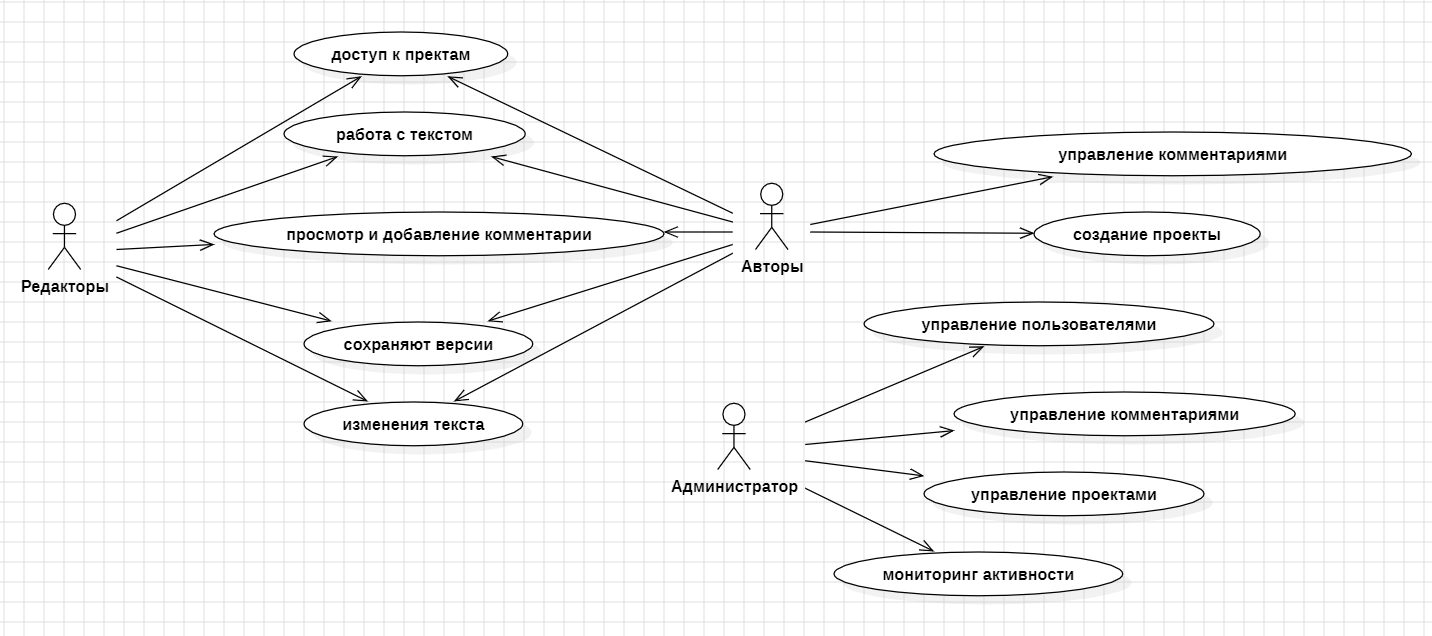 доступ к пректам
работа с текстом
управление комментариями
просмотр и добавление комментарии
создание проекты
Авторы
Редакторы
управление пользователями
сохраняют версии
управление комментариями
изменения текста
Администратор
управление проектами
мониторинг активности